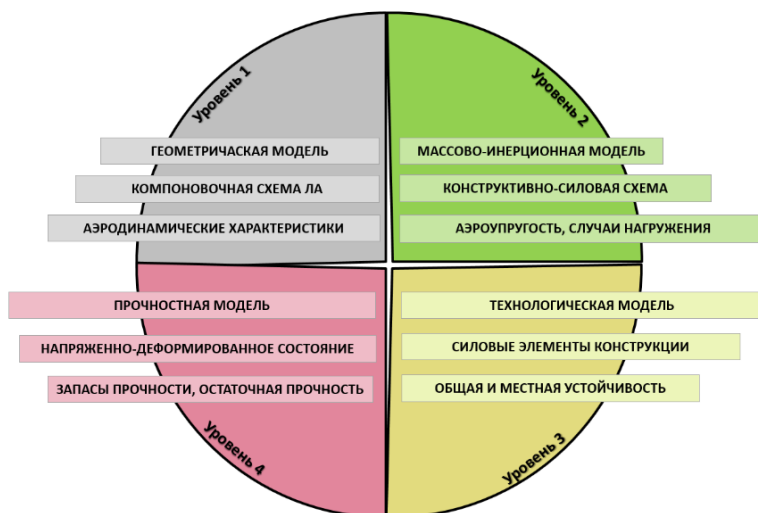 Уровень 1
ГЕОМЕТРИЧАСКАЯ МОДЕЛЬ
КОМПОНОВОЧНАЯ СХЕМА ЛА
АЭРОДИНАМИЧЕСКИЕ ХАРАКТЕРИСТИКИ
Уровень 2
МАССОВО-ИНЕРЦИОННАЯ МОДЕЛЬ
КОНСТРУКТИВНО-СИЛОВАЯ СХЕМА
АЭРОУПРУГОСТЬ, СЛУЧАИ НАГРУЖЕНИЯ
ПРОЧНОСТНАЯ МОДЕЛЬ
НАПРЯЖЕННО-ДЕФОРМИРОВАННОЕ СОСТОЯНИЕ
ЗАПАСЫ ПРОЧНОСТИ, ОСТАТОЧНАЯ ПРОЧНОСТЬ
Уровень 4
ТЕХНОЛОГИЧЕСКАЯ МОДЕЛЬ
СИЛОВЫЕ ЭЛЕМЕНТЫ КОНСТРУКЦИИ
ОБЩАЯ И МЕСТНАЯ УСТОЙЧИВОСТЬ
Уровень 3